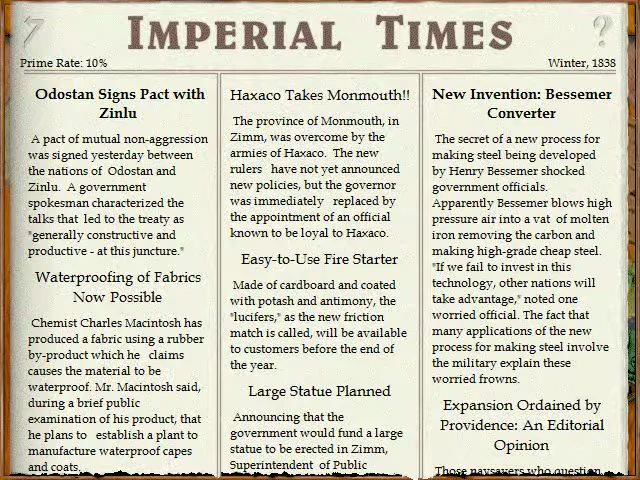 Imperial Times
Prime Rate: 10%
Winter, 1838
Odostan Signs Pact with
Zinlu
A pact of mutual non-aggression
was signed yesterday between
the nations of Odostan and
Zinlu. A government
spokesman characterized the
talks that led to the treaty as
"generally constructive and
productive - at this juncture."
Waterproofing of Fabrics
Now Possible
Chemist Charles Macintosh has
produced a fabric using a rubber
by-product which he claims
causes the material to be
waterproof. Mr. Macintosh said,
during a brief public
examination of his product, that
he plans to establish a plant to
manufacture waterproof capes
and coats.
Haxaco Takes Monmouth!!
The province of Monmouth, in
Zimm, was overcome by the
armies of Haxaco. The new
rulers have not yet announced
new policies, but the governor
was immediately replaced by
the appointment of an official
known to be loyal to Haxaco.
Easy-to-Use Fire Starter
Made of cardboard and coated
with potash and antimony, the
"lucifers," as the new friction
match is called, will be available
to customers before the end of
the year.
Large Statue Planned
Announcing that the
government would fund a large
statue to be erected in Zimm,
Superintendent of Public
New Invention: Bessemer
Converter
The secret of a new process for
making steel being developed
by Henry Bessemer shocked
government officials.
Apparently Bessemer blows high
pressure air into a vat of molten
iron removing the carbon and
making high-grade cheap steel.
"If we fail to invest in this
technology, other nations will
take advantage," noted one
worried official. The fact that
many applications of the new
process for making steel involve
the military explain these
worried frowns.
Expansion Ordained by
Providence: An Editorial
Opinion
Those naysayers who question